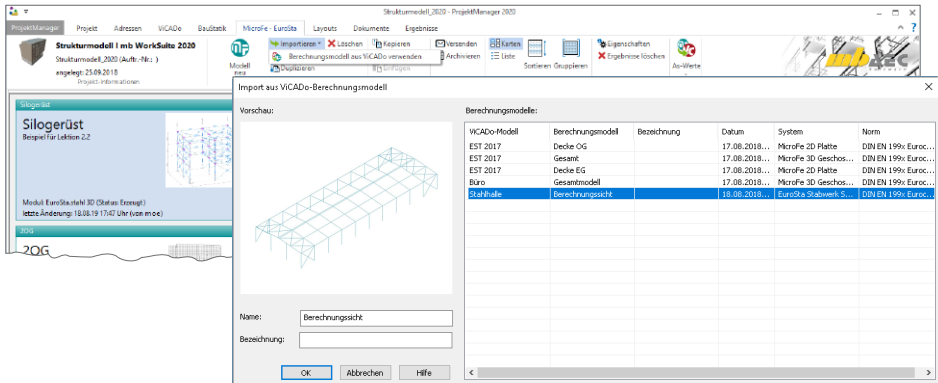 Strukturmodell_2020 - ProjektManager 2020
ProjektManager Projekt Adressen ViCADo BauStatik MicroFe - EuroSta Layouts Dokumente Ergebnisse
Strukturmodell I mb WorkSuite 2020
Strukturmodell_2020 (Auftr.-Nr.: )
angelegt: 25.09.2018
Projekt-Informationen
Modell neu
Importieren Löschen Kopieren Versenden Karten Eigenschaften
Berechnungsmodell aus ViCADo verwenden Archivieren Liste Ergebnisse löschen
Duplizieren Einfügen Sortieren Gruppieren As-Werte
mb AEC
Silogerüst
Silogerüst
Beispiel für Lektion 2.2
Modul: EuroSta.stahl 3D (Status: Erzeugt)
letzte Änderung: 18.08.19 17:47 Uhr (von moe)
2OG
2OG
Import aus ViCADo-Berechnungsmodell
Vorschau:
Name: Berechnungssicht
Bezeichnung:
OK Abbrechen Hilfe
Berechnungsmodelle:
ViCADo-Modell Berechnungsmodell Bezeichnung Datum System Norm
EST 2017 Decke OG 17.08.2018... MicroFe 2D Platte DIN EN 199x Euroc...
EST 2017 Gesamt 17.08.2018... MicroFe 3D Geschos... DIN EN 199x Euroc...
EST 2017 Decke EG 17.08.2018... MicroFe 2D Platte DIN EN 199x Euroc...
Büro Gesamtmodell 17.08.2018... MicroFe 3D Geschos... DIN EN 199x Euroc...
Stahlhalle Berechnungssicht 18.08.2018... EuroSta Stabwerk S... DIN EN 199x Euroc...